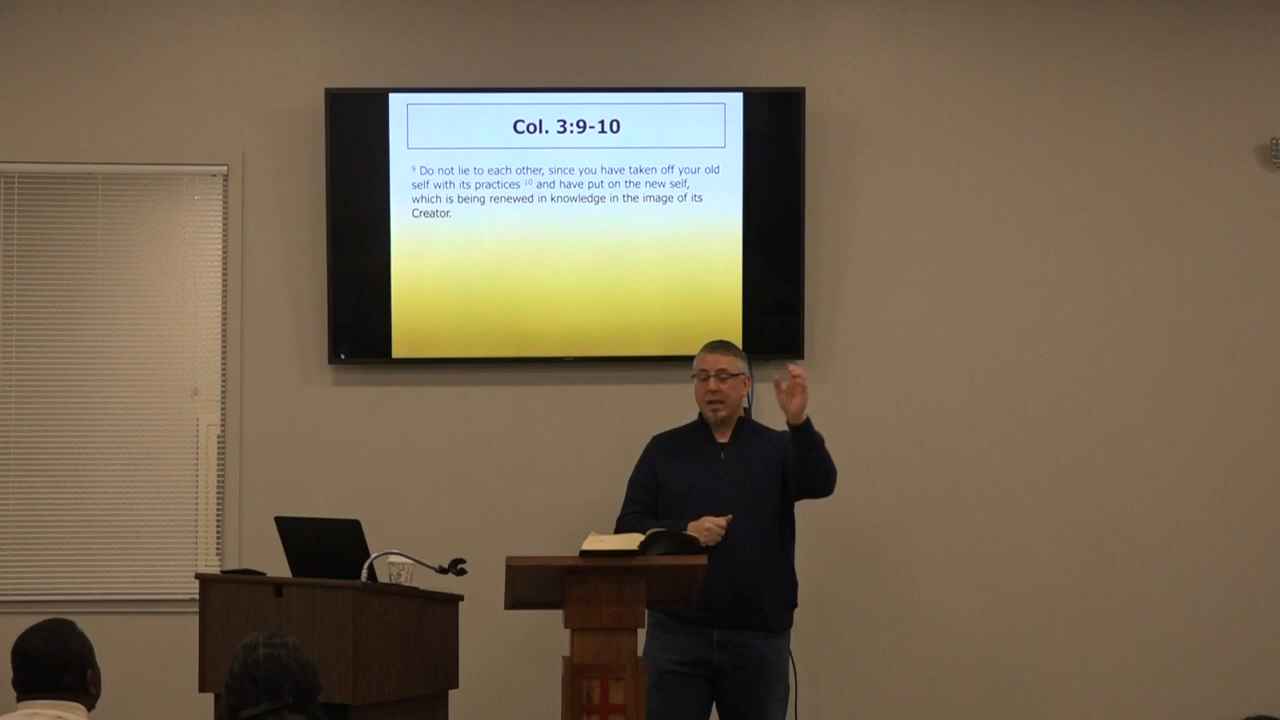 Col. 3:9-10
⁹ Do not lie to each other, since you have taken off your old
self with its practices ¹⁰ and have put on the new self,
which is being renewed in knowledge in the image of its
Creator.